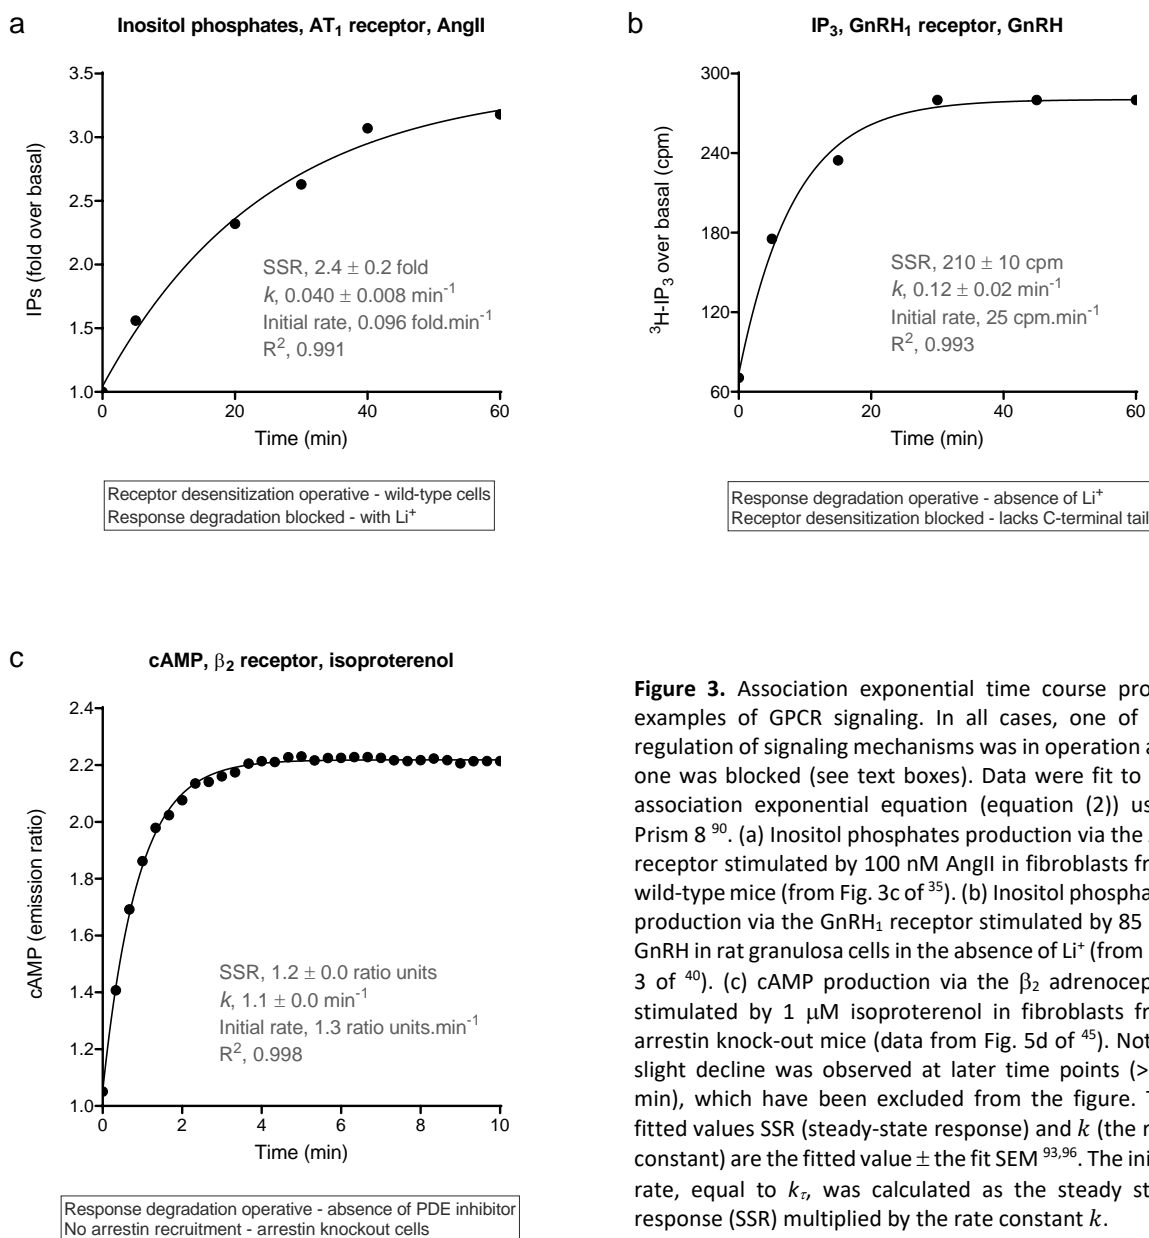 a
Inositol phosphates, AT1 receptor, AngII
3.5
3.0
2.5
2.0
1.5
1.0
IPs (fold over basal)
SSR, 2.4 ± 0.2 fold
k, 0.040 ± 0.008 min-1
Initial rate, 0.096 fold.min-1
R2, 0.991
0 20 40 60
Time (min)
Receptor desensitization operative - wild-type cells
Response degradation blocked - with Li+
b
IP3, GnRH1 receptor, GnRH
300
240
180
120
60
3H-IP3 over basal (cpm)
SSR, 210 ± 10 cpm
k, 0.12 ± 0.02 min-1
Initial rate, 25 cpm.min-1
R2, 0.993
0 20 40 60
Time (min)
Response degradation operative - absence of Li+
Receptor desensitization blocked - lacks C-terminal tail
c
cAMP, β2 receptor, isoproterenol
2.4
2.2
2.0
1.8
1.6
1.4
1.2
1.0
cAMP (emission ratio)
SSR, 1.2 ± 0.0 ratio units
k, 1.1 ± 0.0 min-1
Initial rate, 1.3 ratio units.min-1
R2, 0.998
0 2 4 6 8 10
Time (min)
Response degradation operative - absence of PDE inhibitor
No arrestin recruitment - arrestin knockout cells
Figure 3. Association exponential time course pro
examples of GPCR signaling. In all cases, one of
regulation of signaling mechanisms was in operation a
one was blocked (see text boxes). Data were fit to
association exponential equation (equation (2)) us
Prism 8 90. (a) Inositol phosphates production via the
receptor stimulated by 100 nM AngII in fibroblasts fr
wild-type mice (from Fig. 3c of 35). (b) Inositol phospha
production via the GnRH1 receptor stimulated by 85
GnRH in rat granulosa cells in the absence of Li+ (from
3 of 40). (c) cAMP production via the β2 adrenocep
stimulated by 1 μM isoproterenol in fibroblasts fr
arrestin knock-out mice (data from Fig. 5d of 45). Not
slight decline was observed at later time points (>
min), which have been excluded from the figure. T
fitted values SSR (steady-state response) and k (the r
constant) are the fitted value ± the fit SEM 93,96. The ini
rate, equal to kτ, was calculated as the steady st
response (SSR) multiplied by the rate constant k.